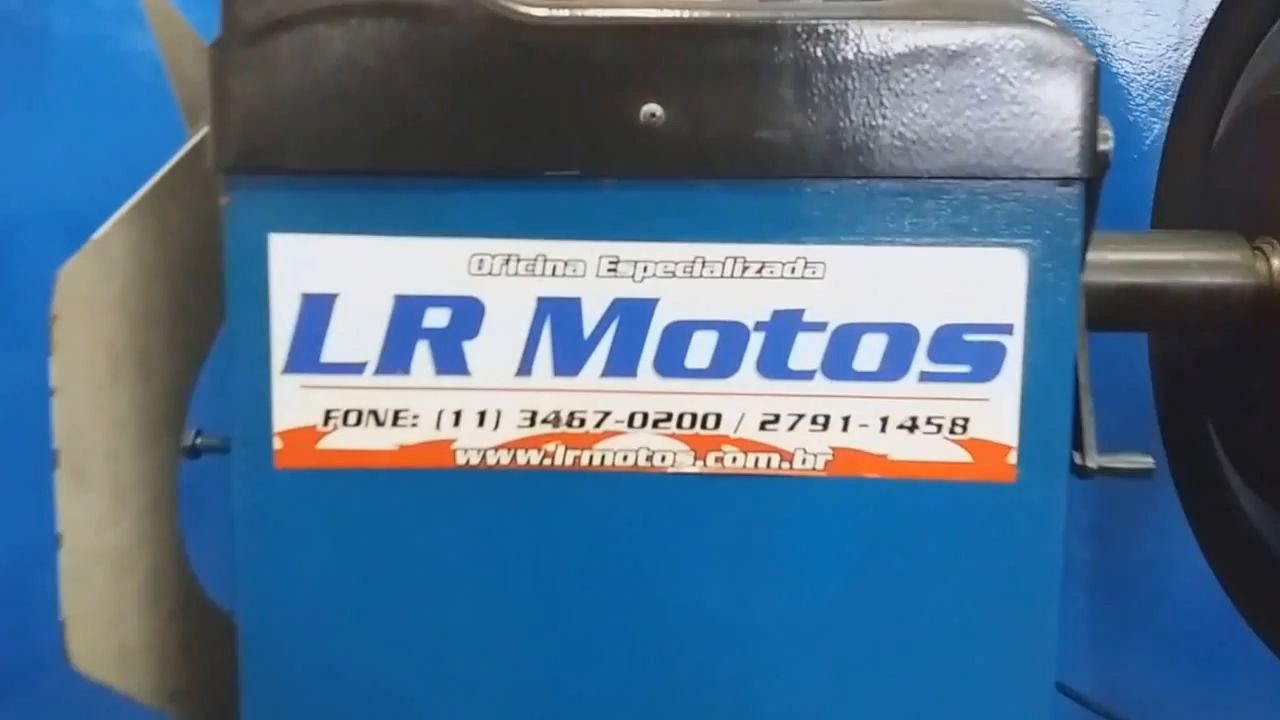 Oficina Especializada
LR Motos
FONE: (11) 3467-0200 / 2791-1458
www.lrmotos.com.br